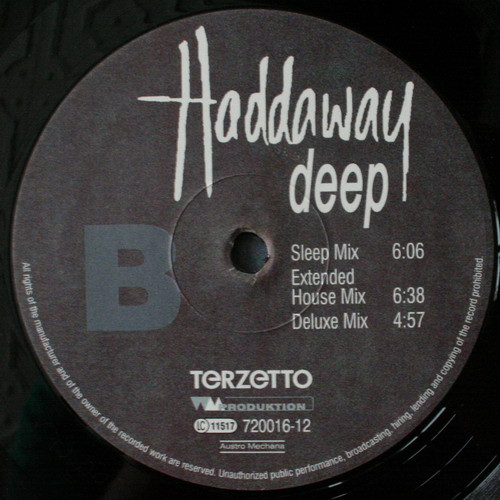 Haddaway
deep
B
Sleep Mix 6:06
Extended
House Mix 6:38
Deluxe Mix 4:57
TERZETTO
WM PRODUKTION
LC 11517 720016-12
Austro Mechana
All rights of the manufacturer and of the owner of the recorded work are reserved. Unauthorized public performance, broadcasting, hiring, lending and copying of the record prohibited.